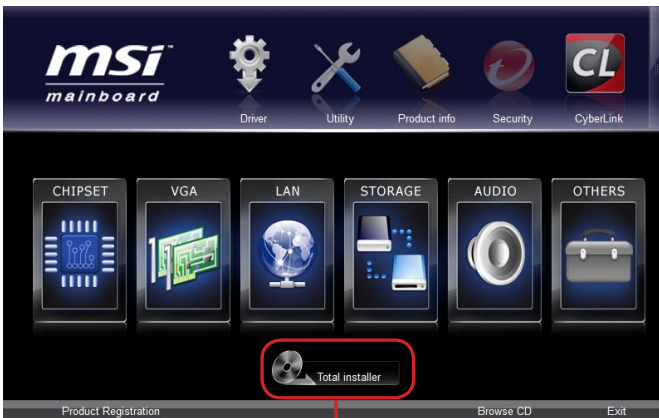 msi™
mainboard
Driver
Utility
Product info
Security
CL
CyberLink
CHIPSET
VGA
LAN
STORAGE
AUDIO
OTHERS
Total installer
Product Registration
Browse CD
Exit